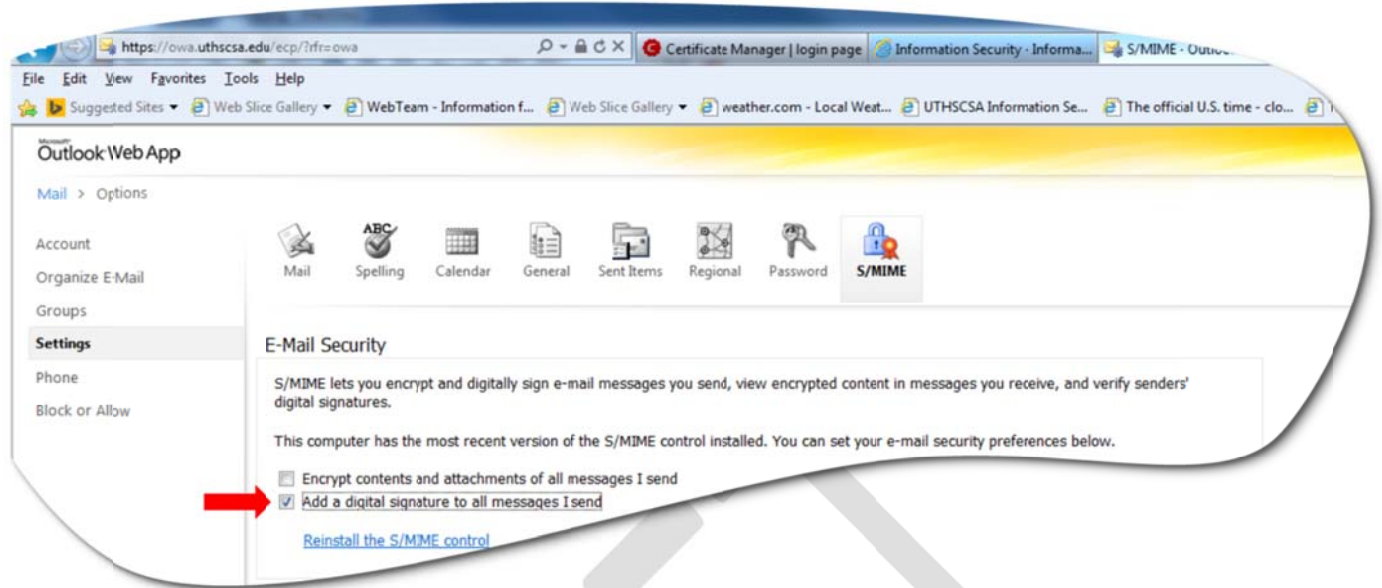 https://owa.uthscsa.edu/ecp/?rfr=owa Certificate Manager | login page Information Security - Informa... S/MIME - Outlook
File Edit View Favorites Tools Help
Suggested Sites Web Slice Gallery WebTeam - Information f... Web Slice Gallery weather.com - Local Weat... UTHSCSA Information Se... The official U.S. time - clo...
Microsoft
Outlook Web App
Mail > Options
Account
Organize E-Mail
Groups
Settings
Phone
Block or Allow
ABC
Mail Spelling Calendar General Sent Items Regional Password S/MIME
E-Mail Security
S/MIME lets you encrypt and digitally sign e-mail messages you send, view encrypted content in messages you receive, and verify senders'
digital signatures.
This computer has the most recent version of the S/MIME control installed. You can set your e-mail security preferences below.
Encrypt contents and attachments of all messages I send
Add a digital signature to all messages I send
Reinstall the S/MIME control